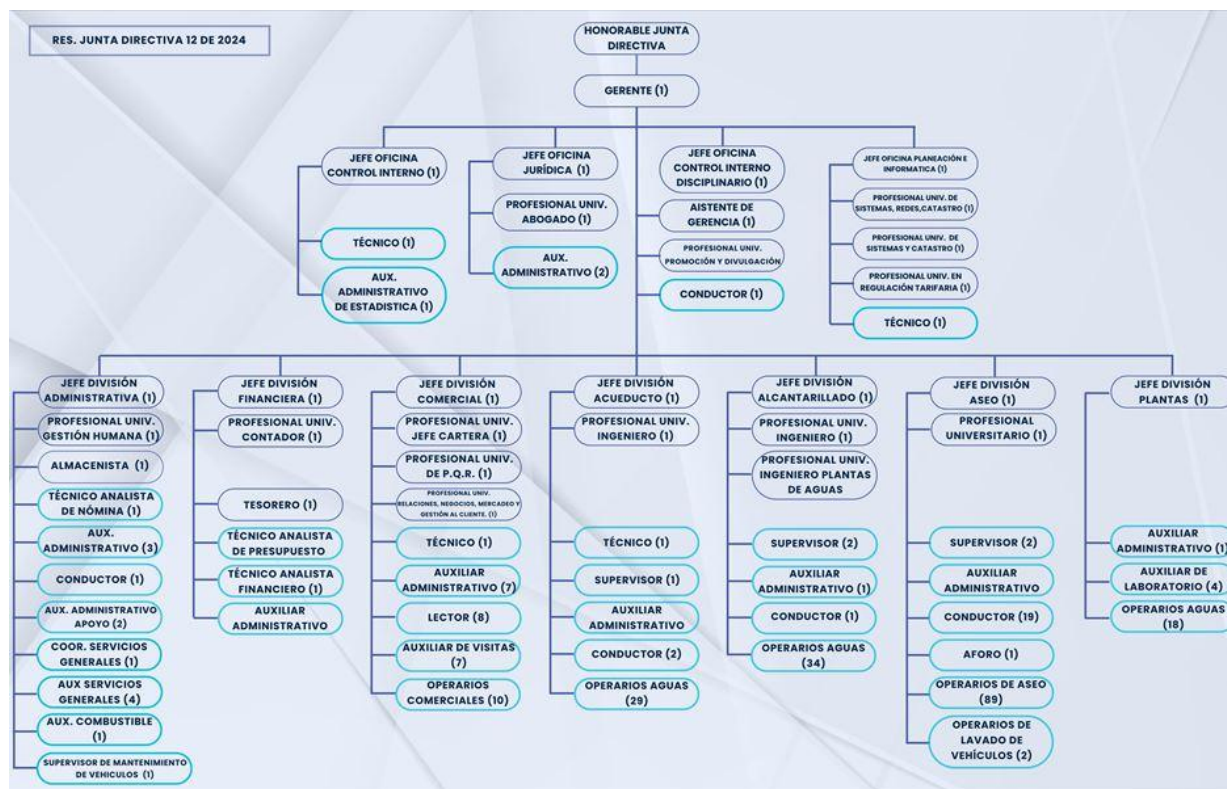 RES. JUNTA DIRECTIVA 12 DE 2024
HONORABLE JUNTA
DIRECTIVA
GERENTE (1)
JEFE OFICINA
CONTROL INTERNO (1)
TÉCNICO (1)
AUX.
ADMINISTRATIVO
DE ESTADISTICA (1)
JEFE OFICINA
JURÍDICA (1)
PROFESIONAL UNIV.
ABOGADO (1)
AUX.
ADMINISTRATIVO (2)
JEFE OFICINA
CONTROL INTERNO
DISCIPLINARIO (1)
AISTENTE DE
GERENCIA (1)
PROFESIONAL UNIV.
PROMOCIÓN Y DIVULGACIÓN
CONDUCTOR (1)
JEFE OFICINA PLANEACIÓN E
INFORMATICA (1)
PROFESIONAL UNIV. DE
SISTEMAS, REDES,CATASTRO (1)
PROFESIONAL UNIV. DE
SISTEMAS Y CATASTRO (1)
PROFESIONAL UNIV. EN
REGULACIÓN TARIFARIA (1)
TÉCNICO (1)
JEFE DIVISIÓN
ADMINISTRATIVA (1)
PROFESIONAL UNIV.
GESTIÓN HUMANA (1)
ALMACENISTA (1)
TÉCNICO ANALISTA
DE NÓMINA (1)
AUX.
ADMINISTRATIVO (3)
CONDUCTOR (1)
AUX. ADMINISTRATIVO
APOYO (2)
COOR. SERVICIOS
GENERALES (1)
AUX SERVICIOS
GENERALES (4)
AUX. COMBUSTIBLE
(1)
SUPERVISOR DE MANTENIMIENTO
DE VEHICULOS (1)
JEFE DIVISIÓN
FINANCIERA (1)
PROFESIONAL UNIV.
CONTADOR (1)
TESORERO (1)
TÉCNICO ANALISTA
DE PRESUPUESTO
TÉCNICO ANALISTA
FINANCIERO (1)
AUXILIAR
ADMINISTRATIVO
JEFE DIVISIÓN
COMERCIAL (1)
PROFESIONAL UNIV.
JEFE CARTERA (1)
PROFESIONAL UNIV.
DE P.Q.R. (1)
PROFESIONAL UNIV.
RELACIONES, NEGOCIOS, MERCADEO Y
GESTIÓN AL CLIENTE. (1)
TÉCNICO (1)
AUXILIAR
ADMINISTRATIVO (7)
LECTOR (8)
AUXILIAR DE VISITAS
(7)
OPERARIOS
COMERCIALES (10)
JEFE DIVISIÓN
ACUEDUCTO (1)
PROFESIONAL UNIV.
INGENIERO (1)
TÉCNICO (1)
SUPERVISOR (1)
AUXILIAR
ADMINISTRATIVO
CONDUCTOR (2)
OPERARIOS AGUAS
(29)
JEFE DIVISIÓN
ALCANTARILLADO (1)
PROFESIONAL UNIV.
INGENIERO (1)
PROFESIONAL UNIV.
INGENIERO PLANTAS
DE AGUAS
SUPERVISOR (2)
AUXILIAR
ADMINISTRATIVO (1)
CONDUCTOR (1)
OPERARIOS AGUAS
(34)
JEFE DIVISIÓN
ASEO (1)
PROFESIONAL
UNIVERSITARIO (1)
SUPERVISOR (2)
AUXILIAR
ADMINISTRATIVO
CONDUCTOR (19)
AFORO (1)
OPERARIOS DE ASEO
(89)
OPERARIOS DE
LAVADO DE
VEHÍCULOS (2)
JEFE DIVISIÓN
PLANTAS (1)
AUXILIAR
ADMINISTRATIVO (1)
AUXILIAR DE
LABORATORIO (4)
OPERARIOS AGUAS
(18)